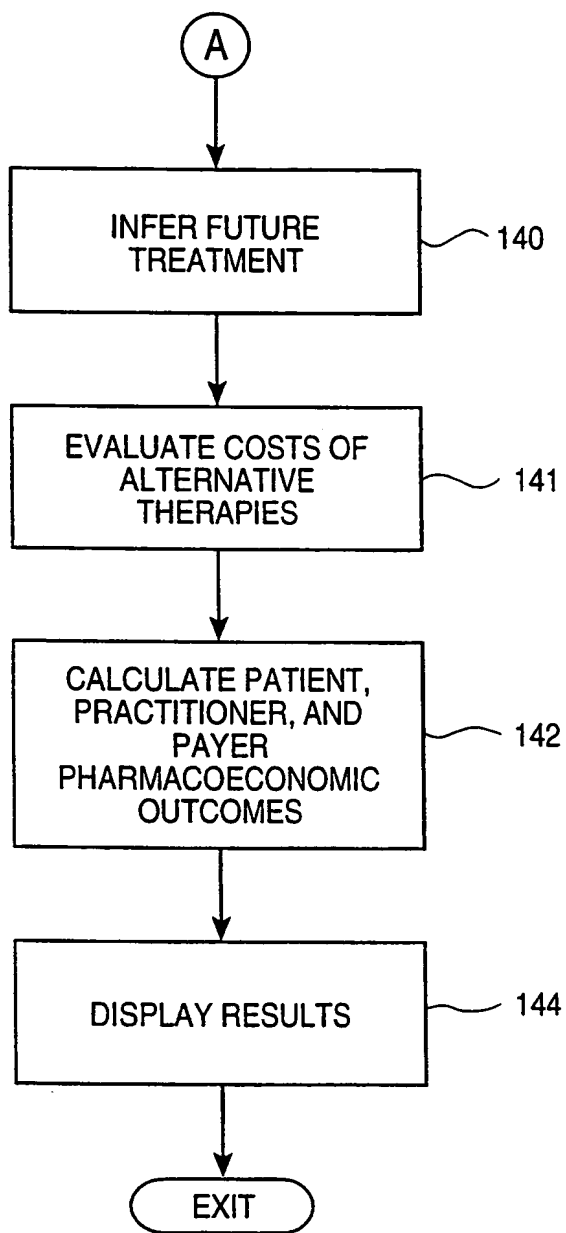 A
INFER FUTURE
TREATMENT
140
EVALUATE COSTS OF
ALTERNATIVE
THERAPIES
141
CALCULATE PATIENT,
PRACTITIONER, AND
PAYER
PHARMACOECONOMIC
OUTCOMES
142
DISPLAY RESULTS
144
EXIT